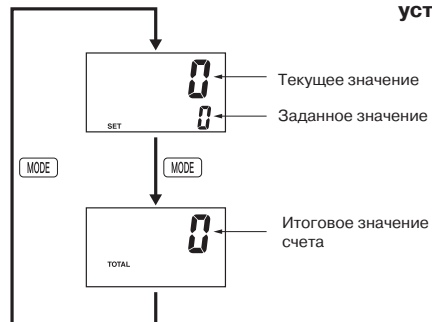 уст
0
Текущее значение
0
Заданное значение
SET
MODE
MODE
0
Итоговое значение
счета
TOTAL